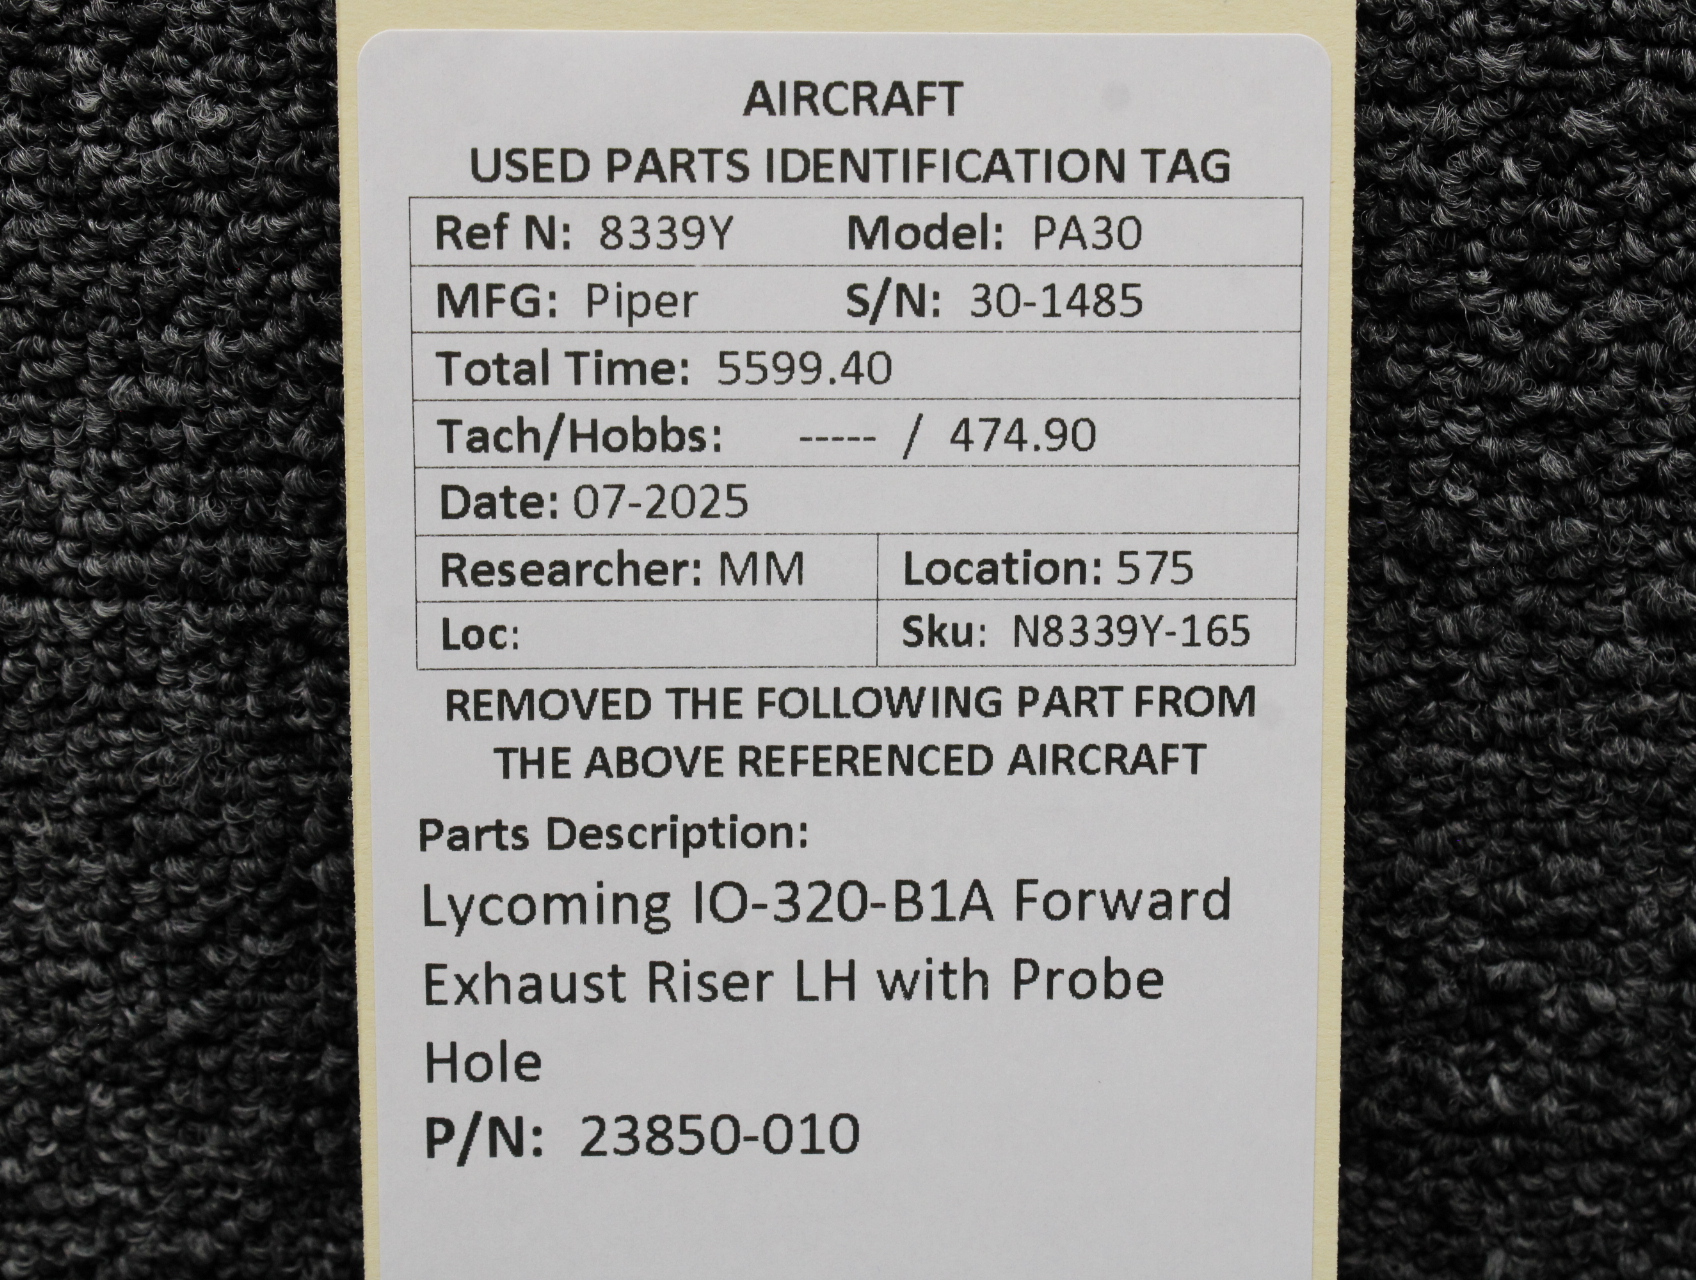 AIRCRAFT
USED PARTS IDENTIFICATION TAG
Ref N: 8339Y Model: PA30
MFG: Piper S/N: 30-1485
Total Time: 5599.40
Tach/Hobbs: ----- / 474.90
Date: 07-2025
Researcher: MM Location: 575
Loc: Sku: N8339Y-165
REMOVED THE FOLLOWING PART FROM
THE ABOVE REFERENCED AIRCRAFT
Parts Description:
Lycoming IO-320-B1A Forward
Exhaust Riser LH with Probe
Hole
P/N: 23850-010